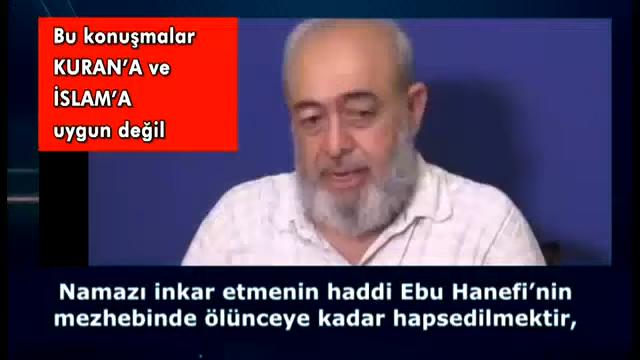 Bu konuşmalar
KURAN'A ve
İSLAM'A
uygun değil
Namazı inkar etmenin haddi Ebu Hanefi'nin
mezhebinde ölünceye kadar hapsedilmektir,